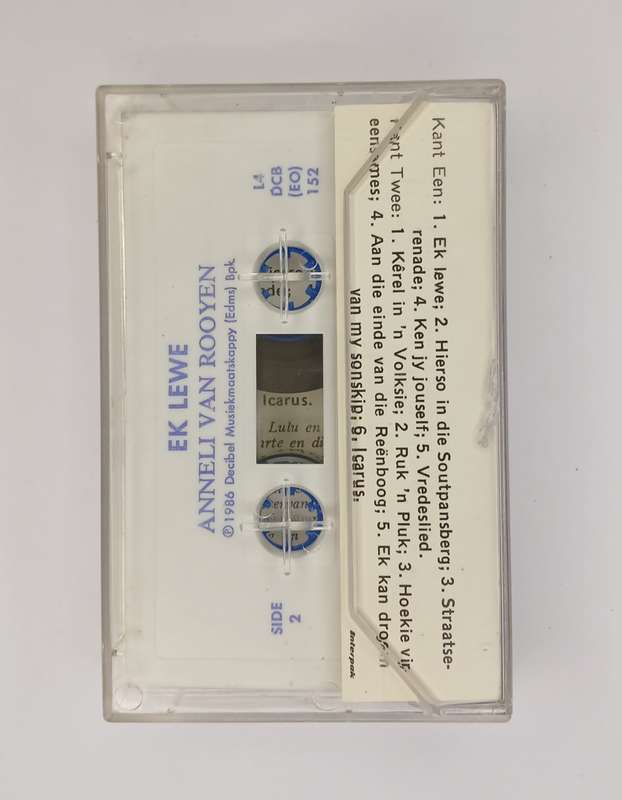 Kant Een: 1. Ek lewe; 2. Hierso in die Soutpansberg; 3. Straatse-
renade; 4. Ken jy jouself; 5. Vredeslied.
Kant Twee: 1. Kêrel in 'n Volksie; 2. Ruk 'n Pluk; 3. Hoekie vir
eensames; 4. Aan die einde van die Reënboog; 5. Ek kan droom
van my sonskip; 6. Icarus.
Interpak
EK LEWE
ANNELI VAN ROOYEN
℗1986 Decibel Musiekmaatskappy (Edms) Bpk.
L4
DCB
(EO)
152
SIDE
2
Icarus.
Lulu en